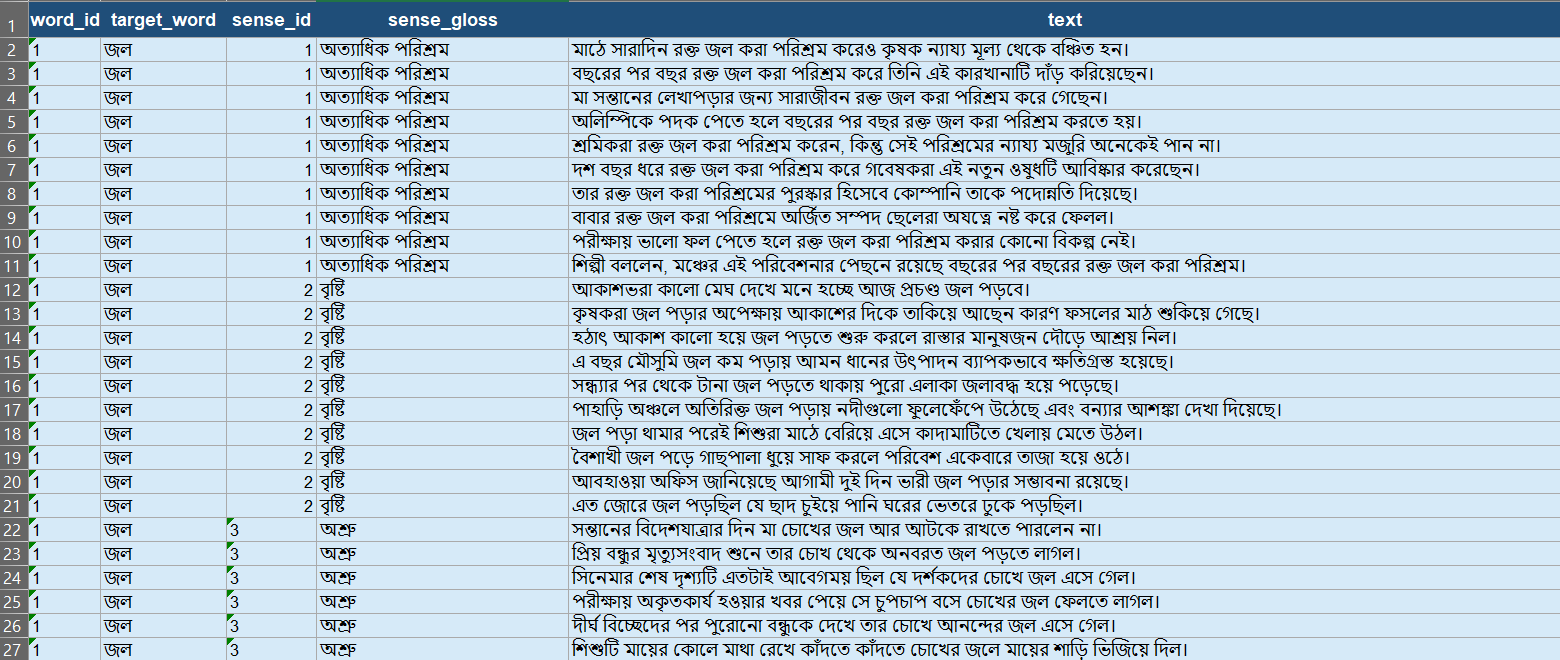 1 word_id target_word sense_id sense_gloss text
2 1 জল 1 অত্যাধিক পরিশ্রম মাঠে সারাদিন রক্ত জল করা পরিশ্রম করেও কৃষক ন্যায্য মূল্য থেকে বঞ্চিত হন।
3 1 জল 1 অত্যাধিক পরিশ্রম বছরের পর বছর রক্ত জল করা পরিশ্রম করে তিনি এই কারখানাটি দাঁড় করিয়েছেন।
4 1 জল 1 অত্যাধিক পরিশ্রম মা সন্তানের লেখাপড়ার জন্য সারাজীবন রক্ত জল করা পরিশ্রম করে গেছেন।
5 1 জল 1 অত্যাধিক পরিশ্রম অলিম্পিকে পদক পেতে হলে বছরের পর বছর রক্ত জল করা পরিশ্রম করতে হয়।
6 1 জল 1 অত্যাধিক পরিশ্রম শ্রমিকরা রক্ত জল করা পরিশ্রম করেন, কিন্তু সেই পরিশ্রমের ন্যায্য মজুরি অনেকেই পান না।
7 1 জল 1 অত্যাধিক পরিশ্রম দশ বছর ধরে রক্ত জল করা পরিশ্রম করে গবেষকরা এই নতুন ওষুধটি আবিষ্কার করেছেন।
8 1 জল 1 অত্যাধিক পরিশ্রম তার রক্ত জল করা পরিশ্রমের পুরস্কার হিসেবে কোম্পানি তাকে পদোন্নতি দিয়েছে।
9 1 জল 1 অত্যাধিক পরিশ্রম বাবার রক্ত জল করা পরিশ্রমে অর্জিত সম্পদ ছেলেরা অযত্নে নষ্ট করে ফেলল।
10 1 জল 1 অত্যাধিক পরিশ্রম পরীক্ষায় ভালো ফল পেতে হলে রক্ত জল করা পরিশ্রম করার কোনো বিকল্প নেই।
11 1 জল 1 অত্যাধিক পরিশ্রম শিল্পী বললেন, মঞ্চের এই পরিবেশনার পেছনে রয়েছে বছরের পর বছরের রক্ত জল করা পরিশ্রম।
12 1 জল 2 বৃষ্টি আকাশভরা কালো মেঘ দেখে মনে হচ্ছে আজ প্রচণ্ড জল পড়বে।
13 1 জল 2 বৃষ্টি কৃষকরা জল পড়ার অপেক্ষায় আকাশের দিকে তাকিয়ে আছেন কারণ ফসলের মাঠ শুকিয়ে গেছে।
14 1 জল 2 বৃষ্টি হঠাৎ আকাশ কালো হয়ে জল পড়তে শুরু করলে রাস্তার মানুষজন দৌড়ে আশ্রয় নিল।
15 1 জল 2 বৃষ্টি এ বছর মৌসুমি জল কম পড়ায় আমন ধানের উৎপাদন ব্যাপকভাবে ক্ষতিগ্রস্ত হয়েছে।
16 1 জল 2 বৃষ্টি সন্ধ্যার পর থেকে টানা জল পড়তে থাকায় পুরো এলাকা জলাবদ্ধ হয়ে পড়েছে।
17 1 জল 2 বৃষ্টি পাহাড়ি অঞ্চলে অতিরিক্ত জল পড়ায় নদীগুলো ফুলেফেঁপে উঠেছে এবং বন্যার আশঙ্কা দেখা দিয়েছে।
18 1 জল 2 বৃষ্টি জল পড়া থামার পরেই শিশুরা মাঠে বেরিয়ে এসে কাদামাটিতে খেলায় মেতে উঠল।
19 1 জল 2 বৃষ্টি বৈশাখী জল পড়ে গাছপালা ধুয়ে সাফ করলে পরিবেশ একেবারে তাজা হয়ে ওঠে।
20 1 জল 2 বৃষ্টি আবহাওয়া অফিস জানিয়েছে আগামী দুই দিন ভারী জল পড়ার সম্ভাবনা রয়েছে।
21 1 জল 2 বৃষ্টি এত জোরে জল পড়ছিল যে ছাদ চুইয়ে পানি ঘরের ভেতরে ঢুকে পড়ছিল।
22 1 জল 3 অশ্রু সন্তানের বিদেশযাত্রার দিন মা চোখের জল আর আটকে রাখতে পারলেন না।
23 1 জল 3 অশ্রু প্রিয় বন্ধুর মৃত্যুসংবাদ শুনে তার চোখ থেকে অনবরত জল পড়তে লাগল।
24 1 জল 3 অশ্রু সিনেমার শেষ দৃশ্যটি এতটাই আবেগময় ছিল যে দর্শকদের চোখে জল এসে গেল।
25 1 জল 3 অশ্রু পরীক্ষায় অকৃতকার্য হওয়ার খবর পেয়ে সে চুপচাপ বসে চোখের জল ফেলতে লাগল।
26 1 জল 3 অশ্রু দীর্ঘ বিচ্ছেদের পর পুরোনো বন্ধুকে দেখে তার চোখে আনন্দের জল এসে গেল।
27 1 জল 3 অশ্রু শিশুটি মায়ের কোলে মাথা রেখে কাঁদতে কাঁদতে চোখের জলে মায়ের শাড়ি ভিজিয়ে দিল।